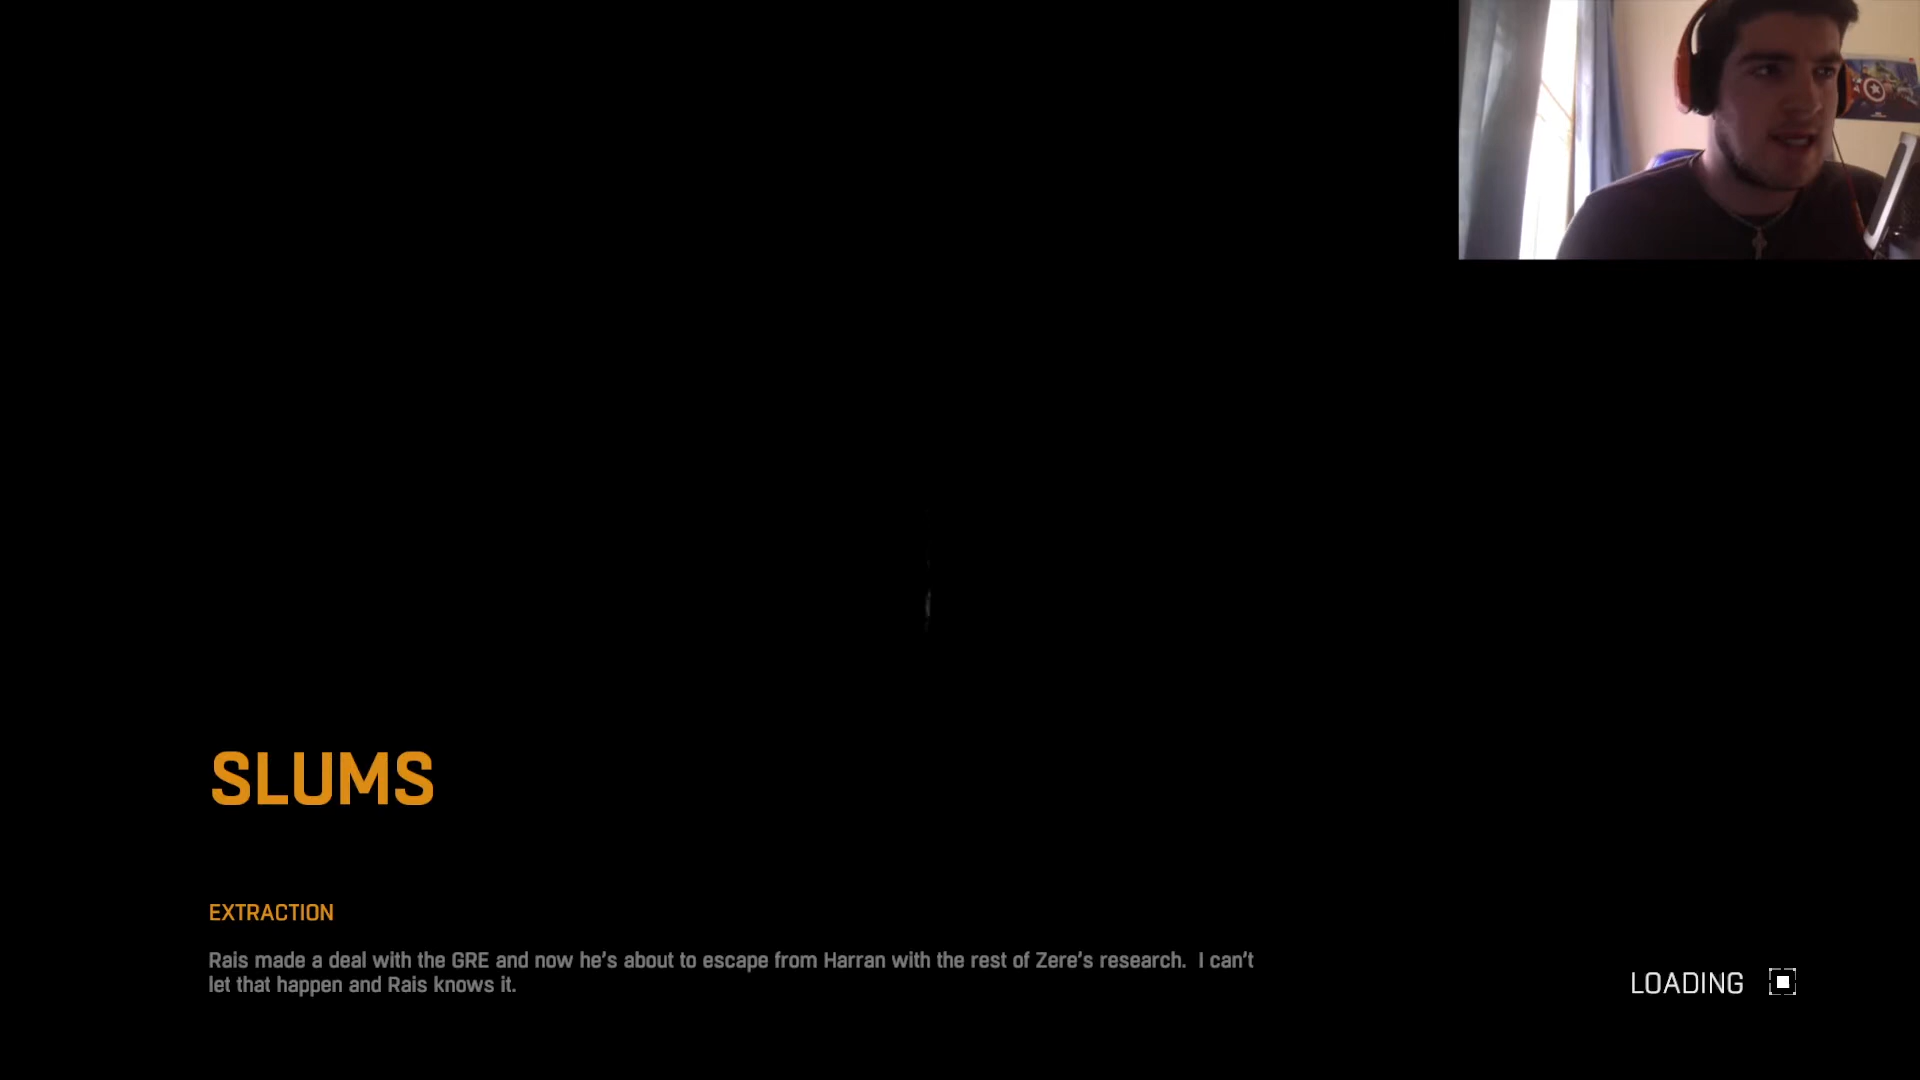 SLUMS
EXTRACTION
Rais made a deal with the GRE and now he's about to escape from Harran with the rest of Zere's research.  I can't
let that happen and Rais knows it.
LOADING